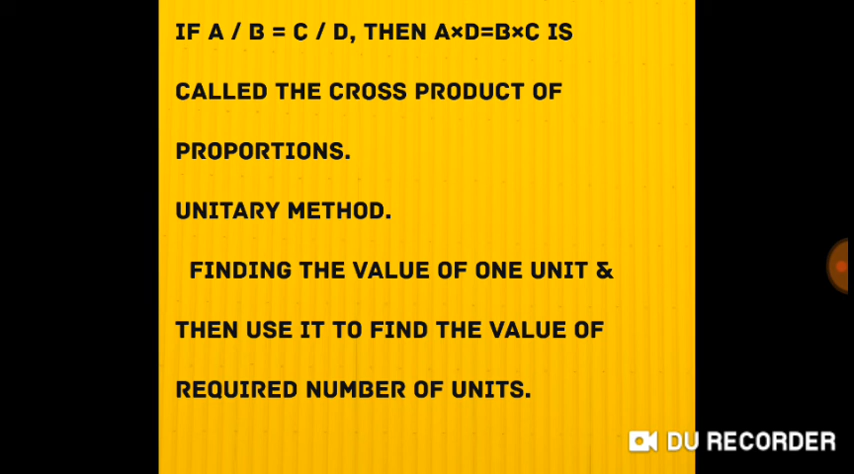 IF A / B = C / D, THEN A×D=B×C IS
CALLED THE CROSS PRODUCT OF
PROPORTIONS.
UNITARY METHOD.
FINDING THE VALUE OF ONE UNIT &
THEN USE IT TO FIND THE VALUE OF
REQUIRED NUMBER OF UNITS.
DU RECORDER